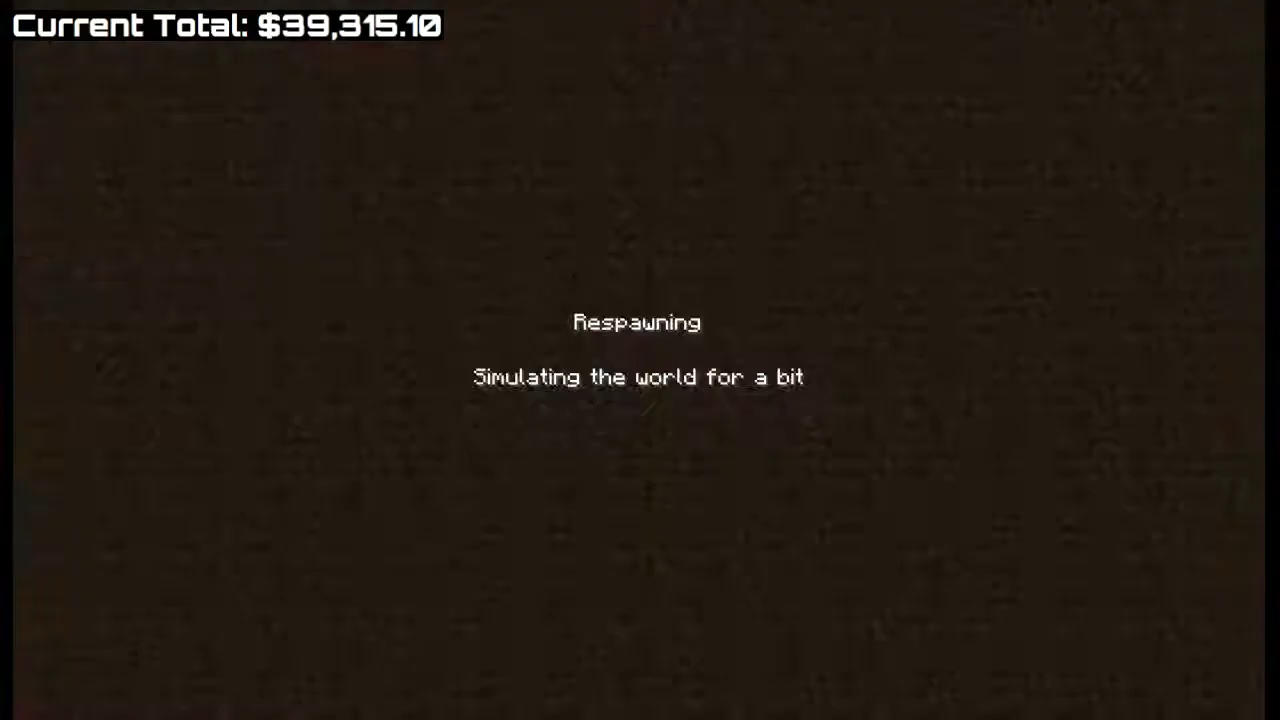 Current Total: $39,315.10
Respawning
Simulating the world for a bit